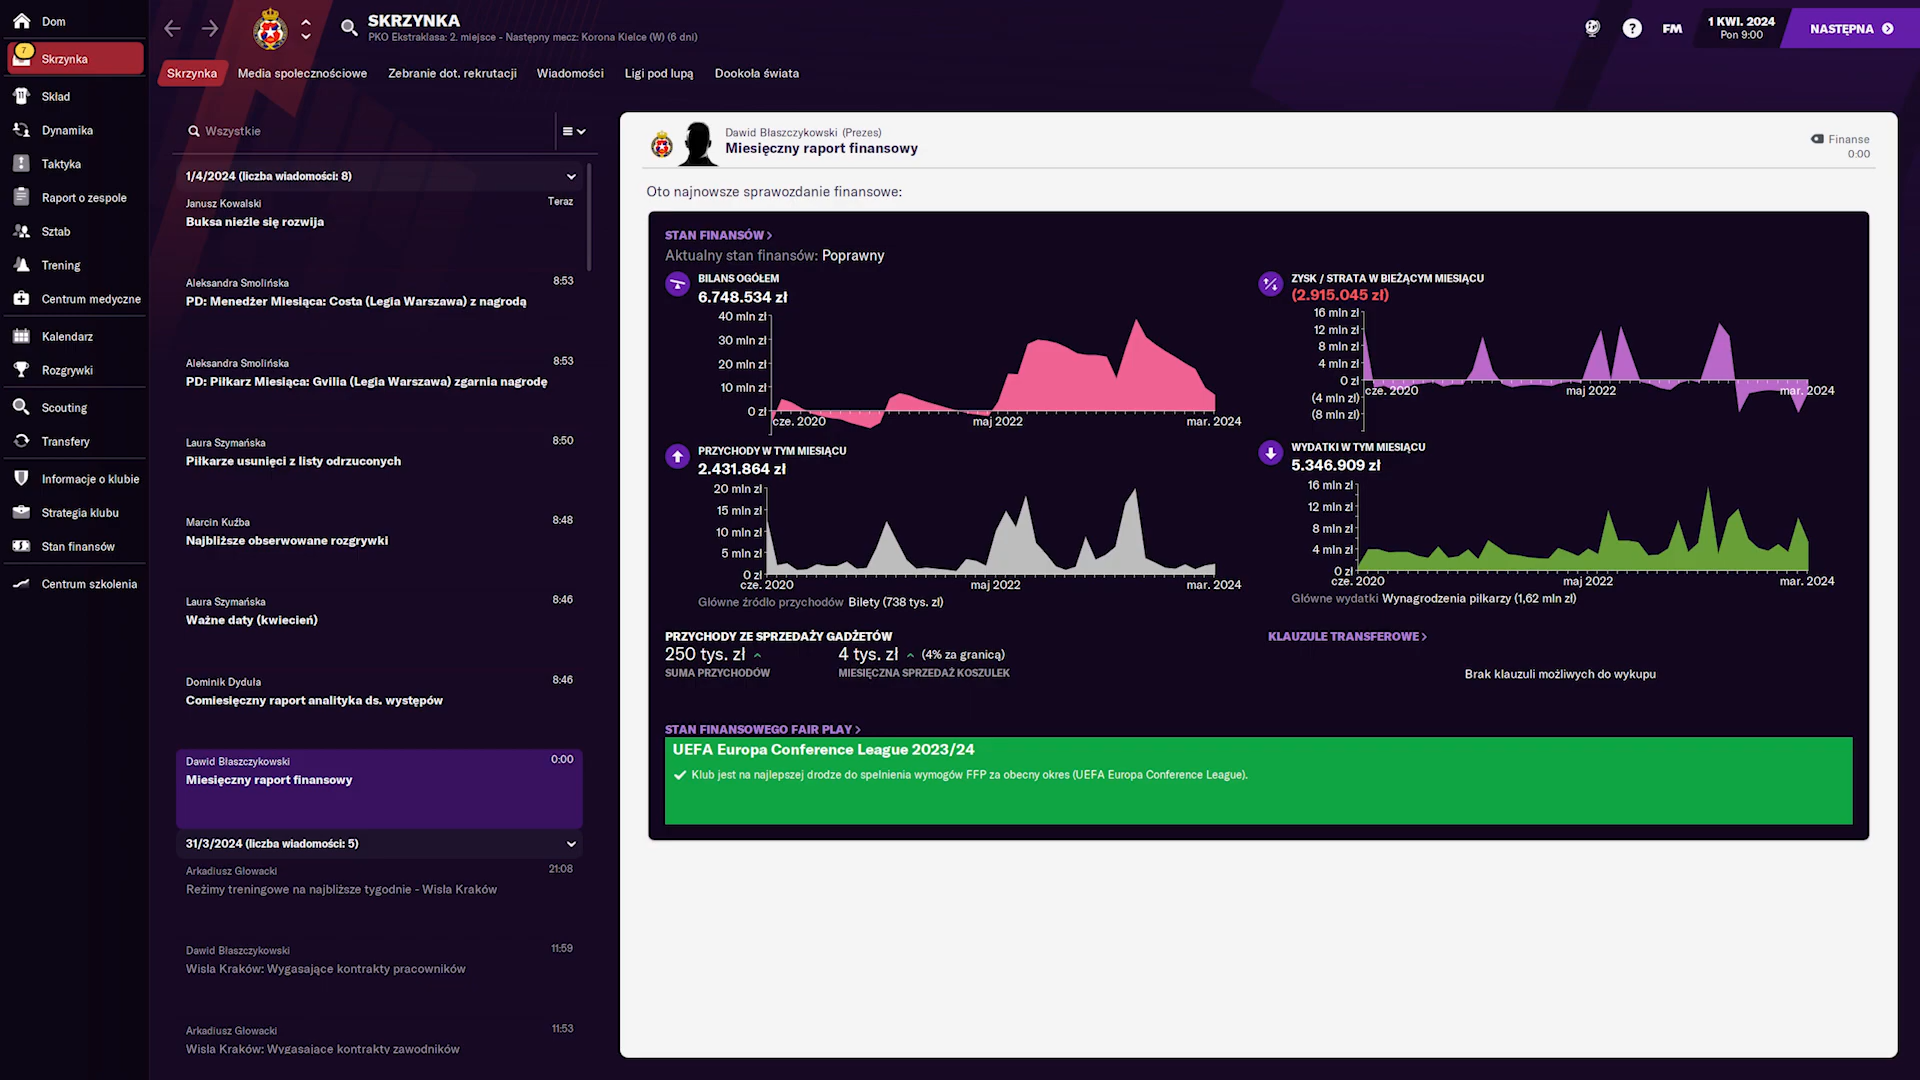 Dom
7
Skrzynka
Skład
Dynamika
Taktyka
Raport o zespole
Sztab
Trening
Centrum medyczne
Kalendarz
Rozgrywki
Scouting
Transfery
Informacje o klubie
Strategia klubu
Stan finansów
Centrum szkolenia
SKRZYNKA
PKO Ekstraklasa: 2. miejsce - Następny mecz: Korona Kielce (W) (6 dni)
FM
1 KWI. 2024
Pon 9:00
NASTĘPNA
Skrzynka
Media społecznościowe
Zebranie dot. rekrutacji
Wiadomości
Ligi pod lupą
Dookoła świata
Wszystkie
1/4/2024 (liczba wiadomości: 8)
Janusz Kowalski
Teraz
Buksa nieźle się rozwija
Aleksandra Smolińska
8:53
PD: Menedżer Miesiąca: Costa (Legia Warszawa) z nagrodą
Aleksandra Smolińska
8:53
PD: Piłkarz Miesiąca: Gvilia (Legia Warszawa) zgarnia nagrodę
Laura Szymańska
8:50
Piłkarze usunięci z listy odrzuconych
Marcin Kuźba
8:48
Najbliższe obserwowane rozgrywki
Laura Szymańska
8:46
Ważne daty (kwiecień)
Dominik Dyduła
8:46
Comiesięczny raport analityka ds. występów
Dawid Błaszczykowski
0:00
Miesięczny raport finansowy
31/3/2024 (liczba wiadomości: 5)
Arkadiusz Głowacki
21:08
Reżimy treningowe na najbliższe tygodnie - Wisła Kraków
Dawid Błaszczykowski
11:59
Wisła Kraków: Wygasające kontrakty pracowników
Arkadiusz Głowacki
11:53
Wisła Kraków: Wygasające kontrakty zawodników
Dawid Błaszczykowski (Prezes)
Miesięczny raport finansowy
Finanse
0:00
Oto najnowsze sprawozdanie finansowe:
STAN FINANSÓW >
Aktualny stan finansów: Poprawny
BILANS OGÓŁEM
6.748.534 zł
40 mln zł
30 mln zł
20 mln zł
10 mln zł
0 zł
cze. 2020
maj 2022
mar. 2024
ZYSK / STRATA W BIEŻĄCYM MIESIĄCU
(2.915.045 zł)
16 mln zł
12 mln zł
8 mln zł
4 mln zł
0 zł
(4 mln zł)
(8 mln zł)
cze. 2020
maj 2022
mar. 2024
PRZYCHODY W TYM MIESIĄCU
2.431.864 zł
20 mln zł
15 mln zł
10 mln zł
5 mln zł
0 zł
cze. 2020
maj 2022
mar. 2024
Główne źródło przychodów Bilety (738 tys. zł)
WYDATKI W TYM MIESIĄCU
5.346.909 zł
16 mln zł
12 mln zł
8 mln zł
4 mln zł
0 zł
cze. 2020
maj 2022
mar. 2024
Główne wydatki Wynagrodzenia piłkarzy (1,62 mln zł)
PRZYCHODY ZE SPRZEDAŻY GADŻETÓW
250 tys. zł
SUMA PRZYCHODÓW
4 tys. zł (4% za granicą)
MIESIĘCZNA SPRZEDAŻ KOSZULEK
KLAUZULE TRANSFEROWE >
Brak klauzuli możliwych do wykupu
STAN FINANSOWEGO FAIR PLAY >
UEFA Europa Conference League 2023/24
Klub jest na najlepszej drodze do spełnienia wymogów FFP za obecny okres (UEFA Europa Conference League).